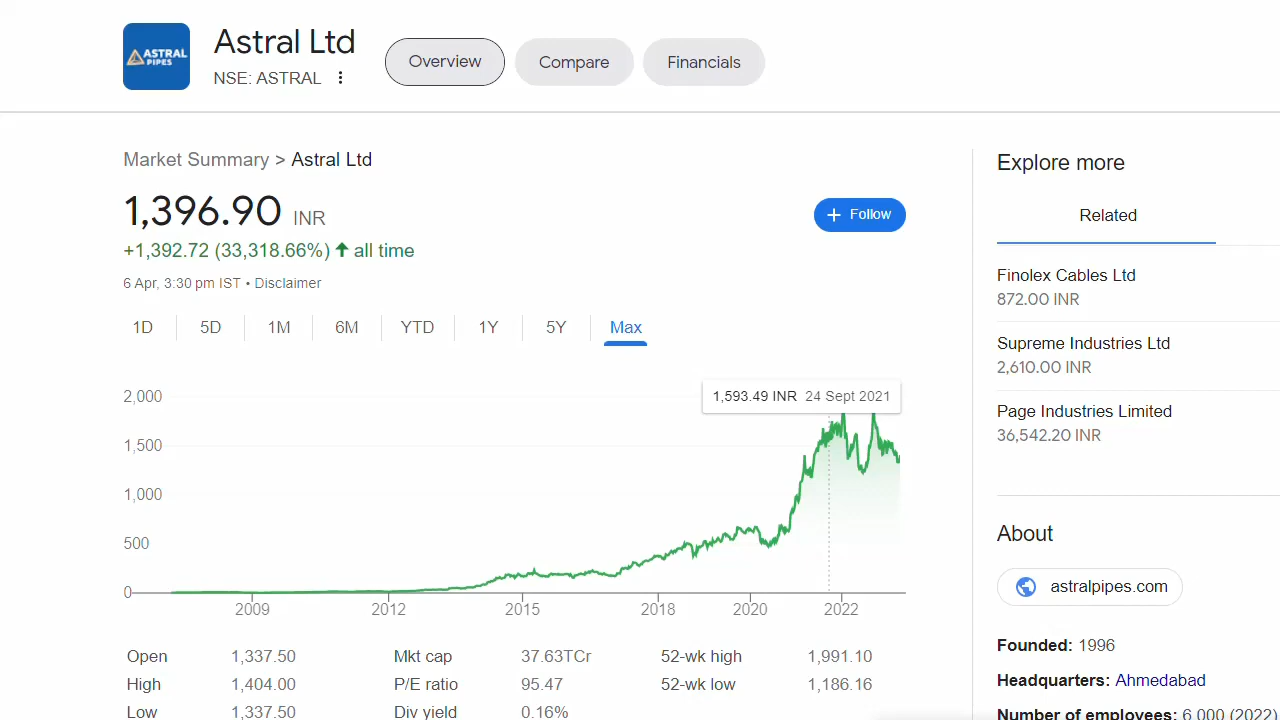 ASTRAL
PIPES
Astral Ltd
NSE: ASTRAL
Overview
Compare
Financials
Market Summary > Astral Ltd
1,396.90 INR
+ Follow
+1,392.72 (33,318.66%) ↑ all time
6 Apr, 3:30 pm IST • Disclaimer
1D 5D 1M 6M YTD 1Y 5Y Max
1,593.49 INR 24 Sept 2021
2,000
1,500
1,000
500
0
2009 2012 2015 2018 2020 2022
Open 1,337.50 Mkt cap 37.63TCr 52-wk high 1,991.10
High 1,404.00 P/E ratio 95.47 52-wk low 1,186.16
Low 1,337.50 Div yield 0.16%
Explore more
Related
Finolex Cables Ltd
872.00 INR
Supreme Industries Ltd
2,610.00 INR
Page Industries Limited
36,542.20 INR
About
astralpipes.com
Founded: 1996
Headquarters: Ahmedabad
Number of employees: 6,000 (2022)